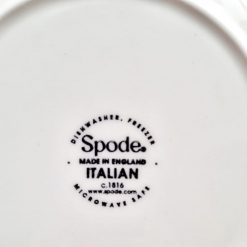 DISHWASHER, FREEZER
Spode®
MADE IN ENGLAND
ITALIAN
c.1816
www.spode.com
MICROWAVE SAFE